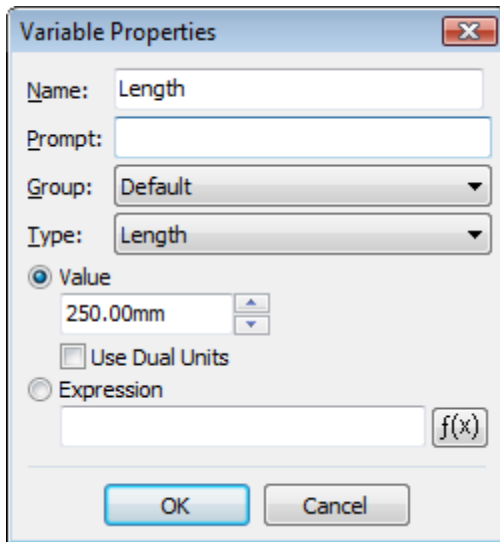 Variable Properties
Name: Length
Prompt:
Group: Default
Type: Length
Value
250.00mm
Use Dual Units
Expression
f(x)
OK Cancel